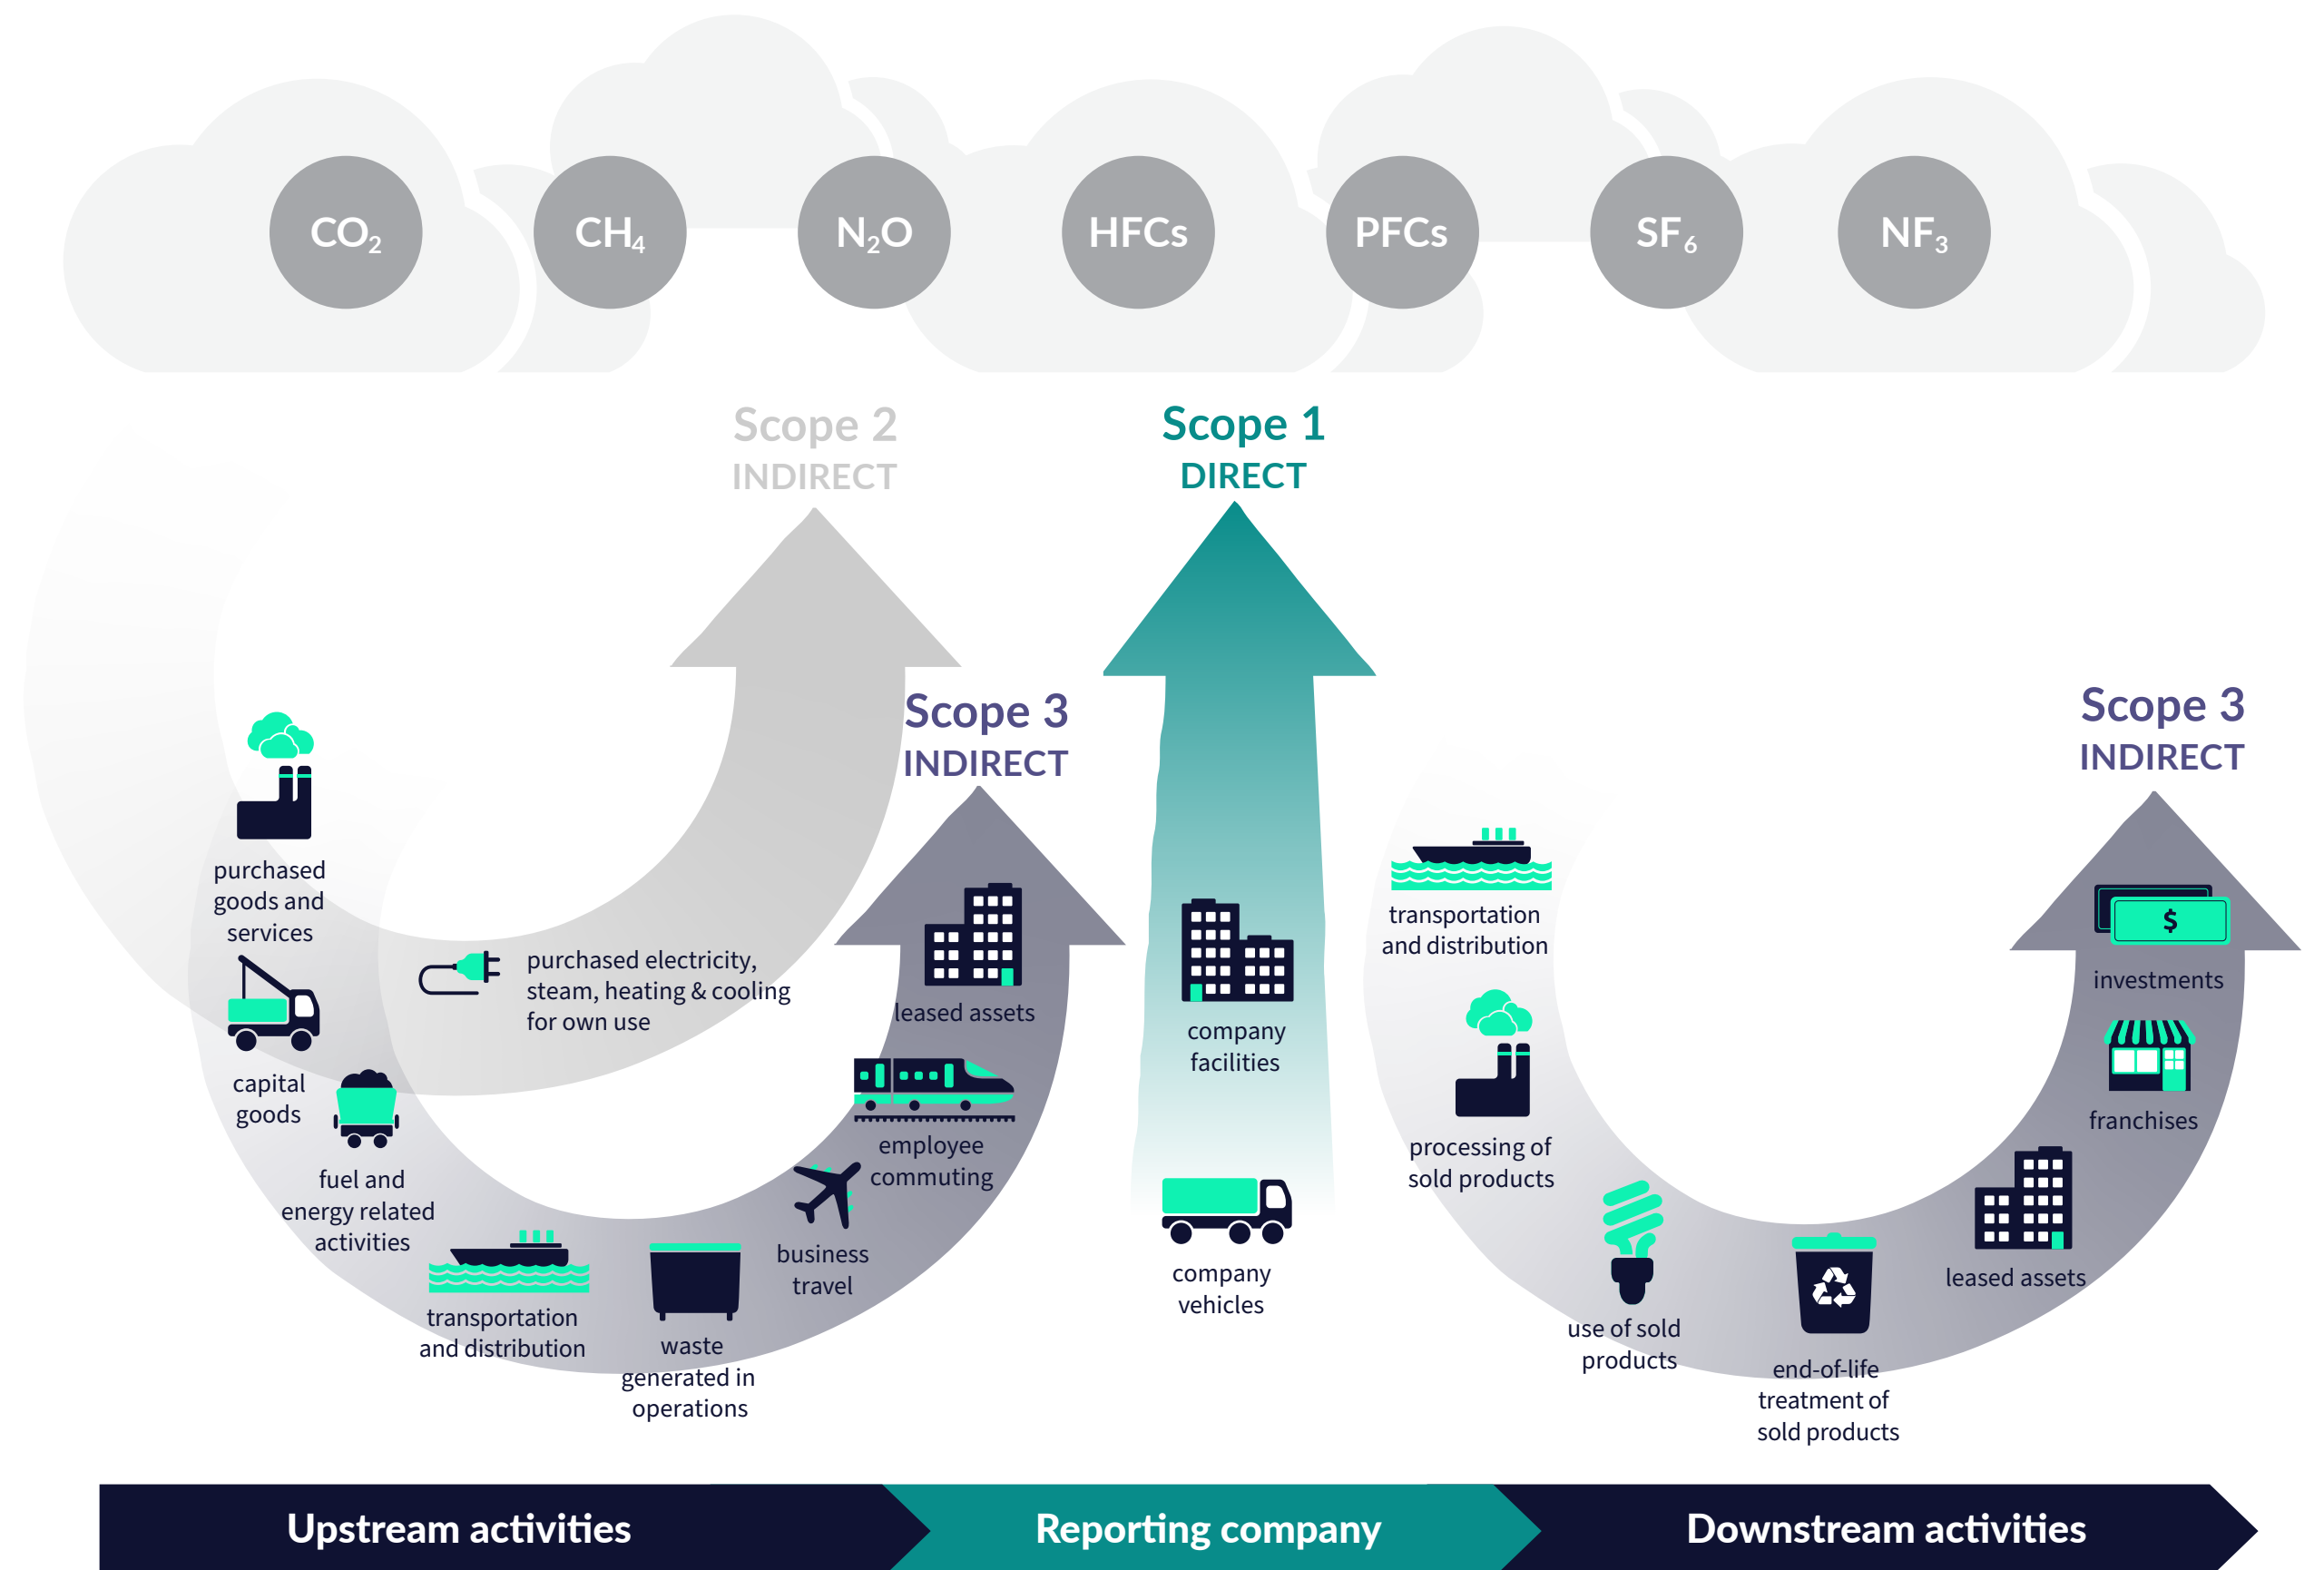 CO₂
CH₄
N₂O
HFCs
PFCs
SF₆
NF₃
Scope 2
INDIRECT
Scope 1
DIRECT
Scope 3
INDIRECT
Scope 3
INDIRECT
purchased
goods and
services
capital
goods
fuel and
energy related
activities
transportation
and distribution
waste
generated in
operations
business
travel
employee
commuting
leased assets
purchased electricity,
steam, heating & cooling
for own use
company
facilities
company
vehicles
transportation
and distribution
processing of
sold products
use of sold
products
end-of-life
treatment of
sold products
leased assets
franchises
$
investments
Upstream activities
Reporting company
Downstream activities